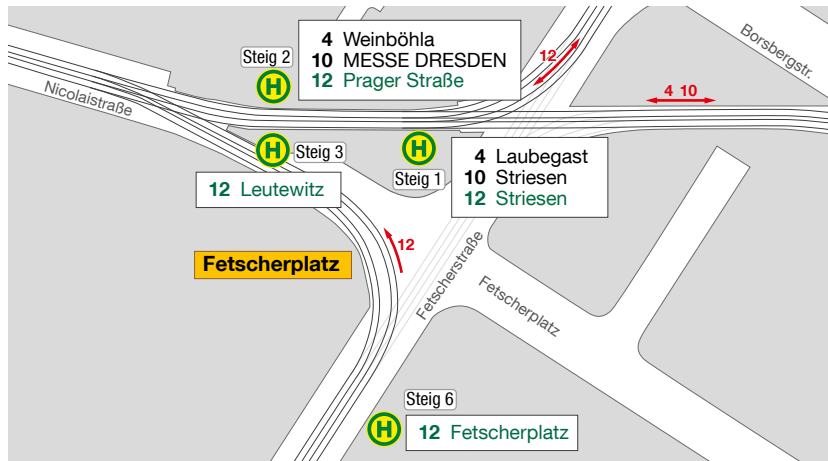 Steig 2
H
4 Weinböhla
10 MESSE DRESDEN
12 Prager Straße
12
Borsbergstr.
4 10
Nicolaistraße
H
Steig 3
H
Steig 1
4 Laubegast
10 Striesen
12 Striesen
12 Leutewitz
12
Fetscherplatz
Fetscherstraße
Fetscherplatz
Steig 6
H
12 Fetscherplatz